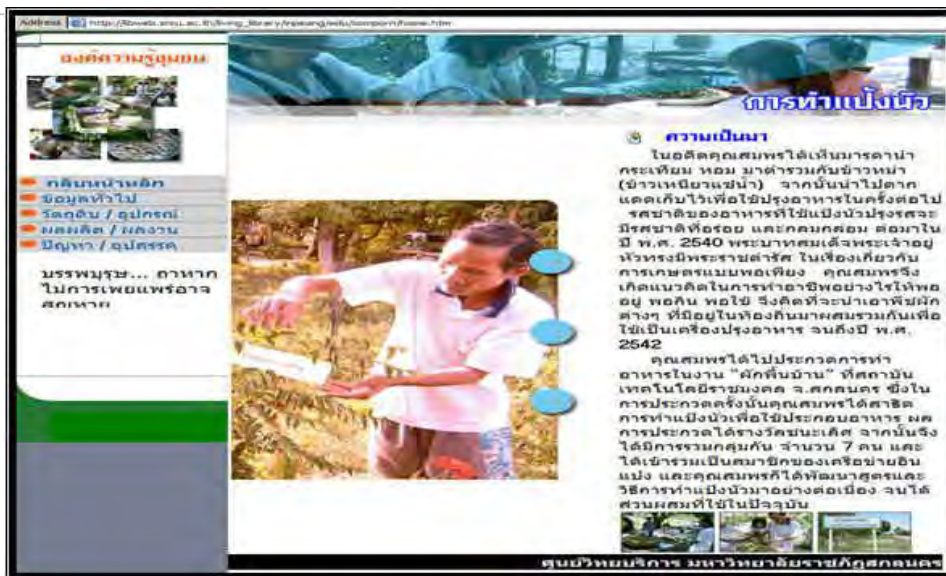 Address http://libweb.snru.ac.th/living_library/inpeang/edu/somporn/home.htm
องค์ความรู้ชุมชน
การทำแป้งนัว
กลับหน้าหลัก
ข้อมูลทั่วไป
วัตถุดิบ / อุปกรณ์
ผลผลิต / ผลงาน
ปัญหา / อุปสรรค
บรรพบุรุษ... ถาหาก
ไม่การเผยแพร่อาจ
สูญหาย
ความเป็นมา
ในอดีตคุณสมพรได้เห็นมารดานำ
กระเทียม หอม มาตำรวมกับข้าวหม่า
(ข้าวเหนียวแช่น้ำ) จากนั้นนำไปตาก
แดดเก็บไว้เพื่อใช้ปรุงอาหารในครั้งต่อไป
รสชาติของอาหารที่ใช้แป้งนัวปรุงรสจะ
มีรสชาติที่อร่อย และกลมกล่อม ต่อมาใน
ปี พ.ศ. 2540 พระบาทสมเด็จพระเจ้าอยู่
หัวทรงมีพระราชดำรัส ในเรื่องเกี่ยวกับ
การเกษตรแบบพอเพียง คุณสมพรจึง
เกิดแนวคิดในการทำอาชีพอย่างไรให้พอ
อยู่ พอกิน พอใช้ จึงคิดที่จะนำเอาพืชผัก
ต่างๆ ที่มีอยู่ในท้องถิ่นมาผสมรวมกันเพื่อ
ใช้เป็นเครื่องปรุงอาหาร จนถึงปี พ.ศ.
2542
คุณสมพรได้ไปประกวดการทำ
อาหารในงาน "ผักพื้นบ้าน" ที่สถาบัน
เทคโนโลยีราชมงคล จ.สกลนคร ซึ่งใน
การประกวดครั้งนั้นคุณสมพรได้สาธิต
การทำแป้งนัวเพื่อใช้ประกอบอาหาร ผล
การประกวดได้รางวัลชนะเลิศ จากนั้นจึง
ได้มีการรวมกลุ่มกัน จำนวน 7 คน และ
ได้เข้าร่วมเป็นสมาชิกของเครือข่ายอิน
แปง และคุณสมพรก็ได้พัฒนาสูตรและ
วิธีการทำแป้งนัวมาอย่างต่อเนื่อง จนได้
ส่วนผสมที่ใช้ในปัจจุบัน
ศูนย์วิทยบริการ มหาวิทยาลัยราชภัฏสกลนคร